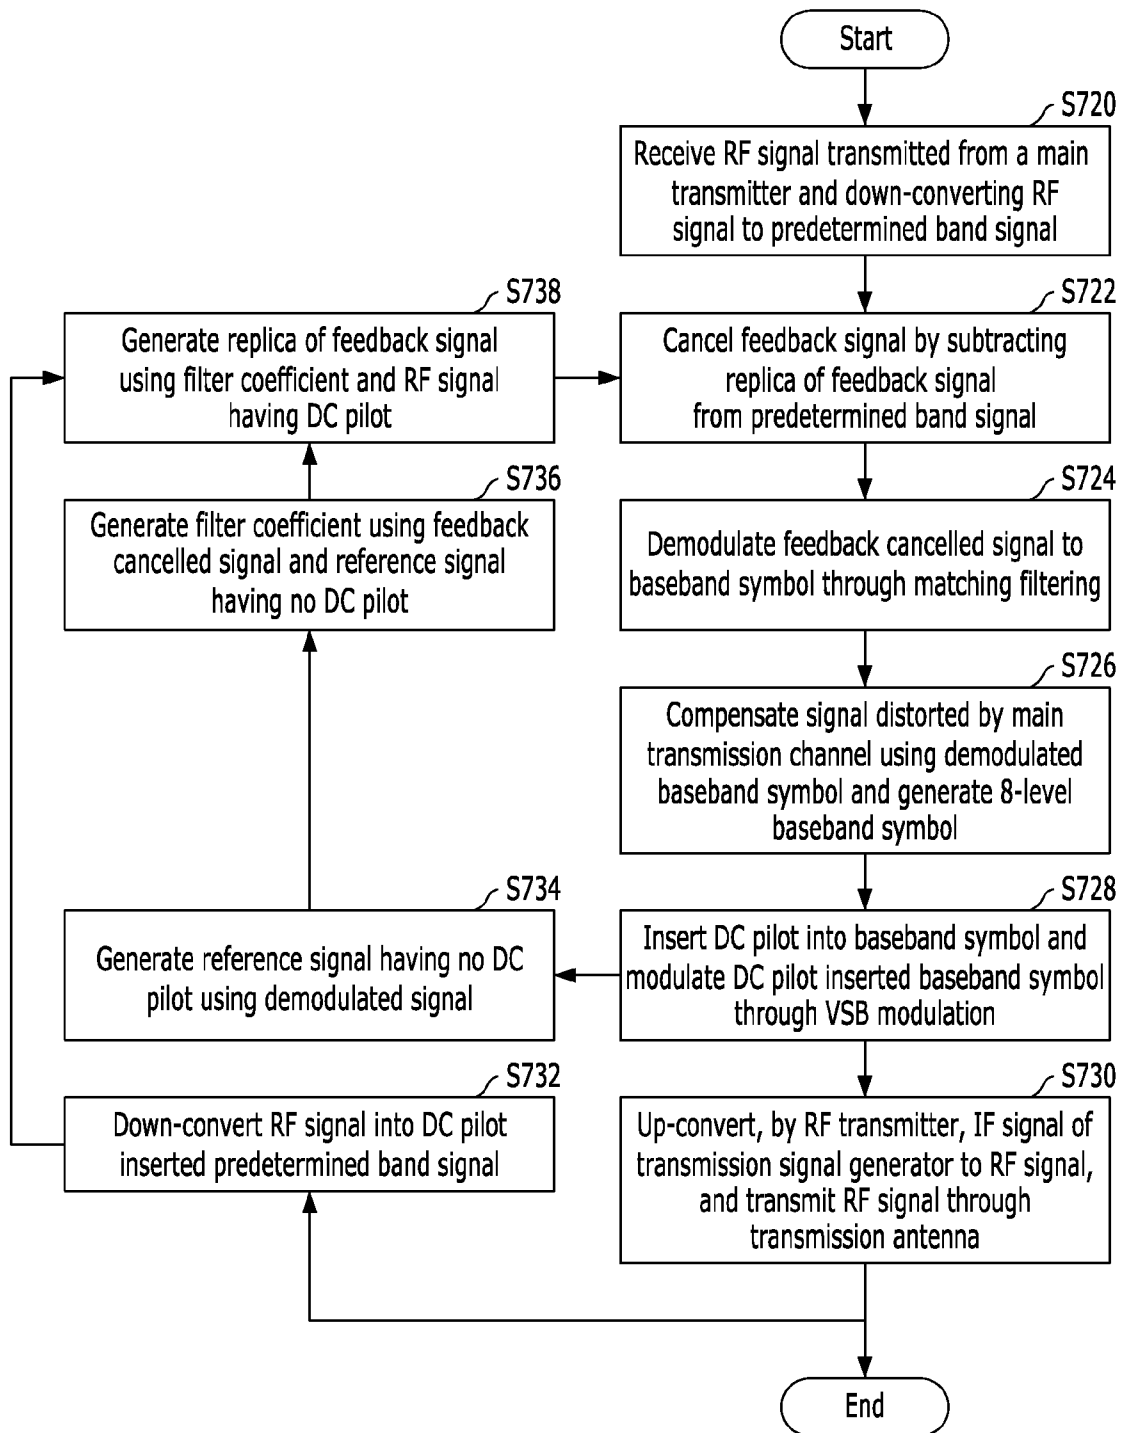 Start
S720
Receive RF signal transmitted from a main
transmitter and down-converting RF
signal to predetermined band signal
S738
Generate replica of feedback signal
using filter coefficient and RF signal
having DC pilot
S722
Cancel feedback signal by subtracting
replica of feedback signal
from predetermined band signal
S736
Generate filter coefficient using feedback
cancelled signal and reference signal
having no DC pilot
S724
Demodulate feedback cancelled signal to
baseband symbol through matching filtering
S726
Compensate signal distorted by main
transmission channel using demodulated
baseband symbol and generate 8-level
baseband symbol
S734
Generate reference signal having no DC
pilot using demodulated signal
S728
Insert DC pilot into baseband symbol and
modulate DC pilot inserted baseband symbol
through VSB modulation
S732
Down-convert RF signal into DC pilot
inserted predetermined band signal
S730
Up-convert, by RF transmitter, IF signal of
transmission signal generator to RF signal,
and transmit RF signal through
transmission antenna
End